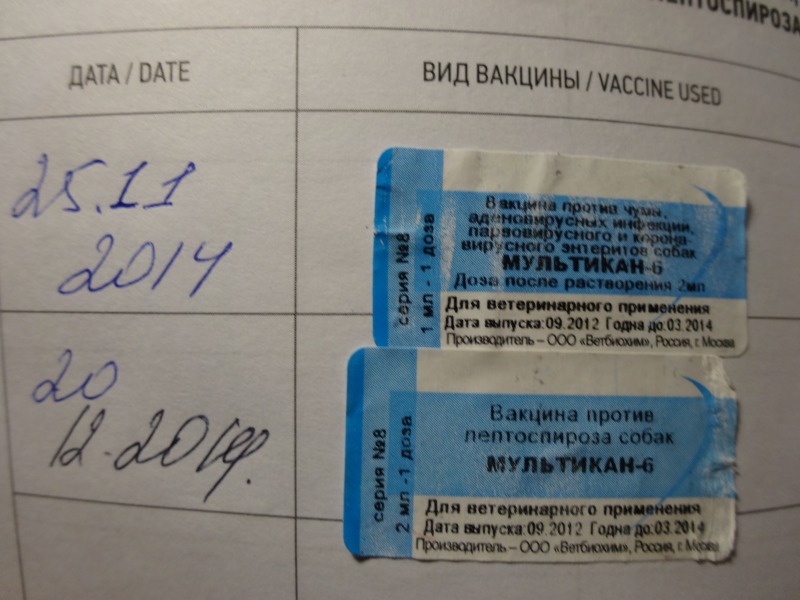 ЛЕПТОСПИРОЗА
ДАТА / DATE
ВИД ВАКЦИНЫ / VACCINE USED
25.11
2014
серия №8
1 мл - 1 доза
Вакцина против чумы,
аденовирусных инфекций,
парвовирусного и корона-
вирусного энтеритов собак
МУЛЬТИКАН-6
Доза после растворения 2мл
Для ветеринарного применения
Дата выпуска:09.2012 Годна до:03.2014
Производитель – ООО «Ветбиохим», Россия, г. Москва
20
12.2014.
серия №8
2 мл -1 доза
Вакцина против
лептоспироза собак
МУЛЬТИКАН-6
Для ветеринарного применения
Дата выпуска:09.2012 Годна до:03.2014
Производитель – ООО «Ветбиохим», Россия, г. Москва